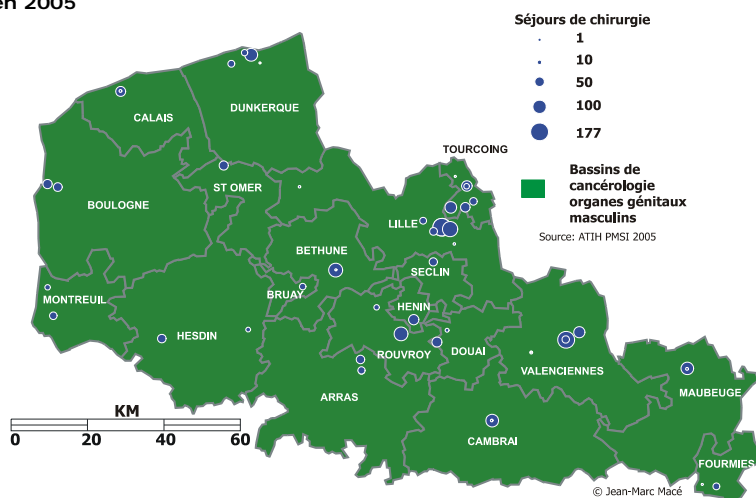 en 2005
Séjours de chirurgie
1
10
50
100
177
Bassins de
cancérologie
organes génitaux
masculins
Source: ATIH PMSI 2005
CALAIS
DUNKERQUE
TOURCOING
BOULOGNE
ST OMER
LILLE
BETHUNE
SECLIN
MONTREUIL
BRUAY
HENIN
HESDIN
ROUVROY
DOUAI
VALENCIENNES
ARRAS
MAUBEUGE
CAMBRAI
FOURMIES
KM
0 20 40 60
© Jean-Marc Macé